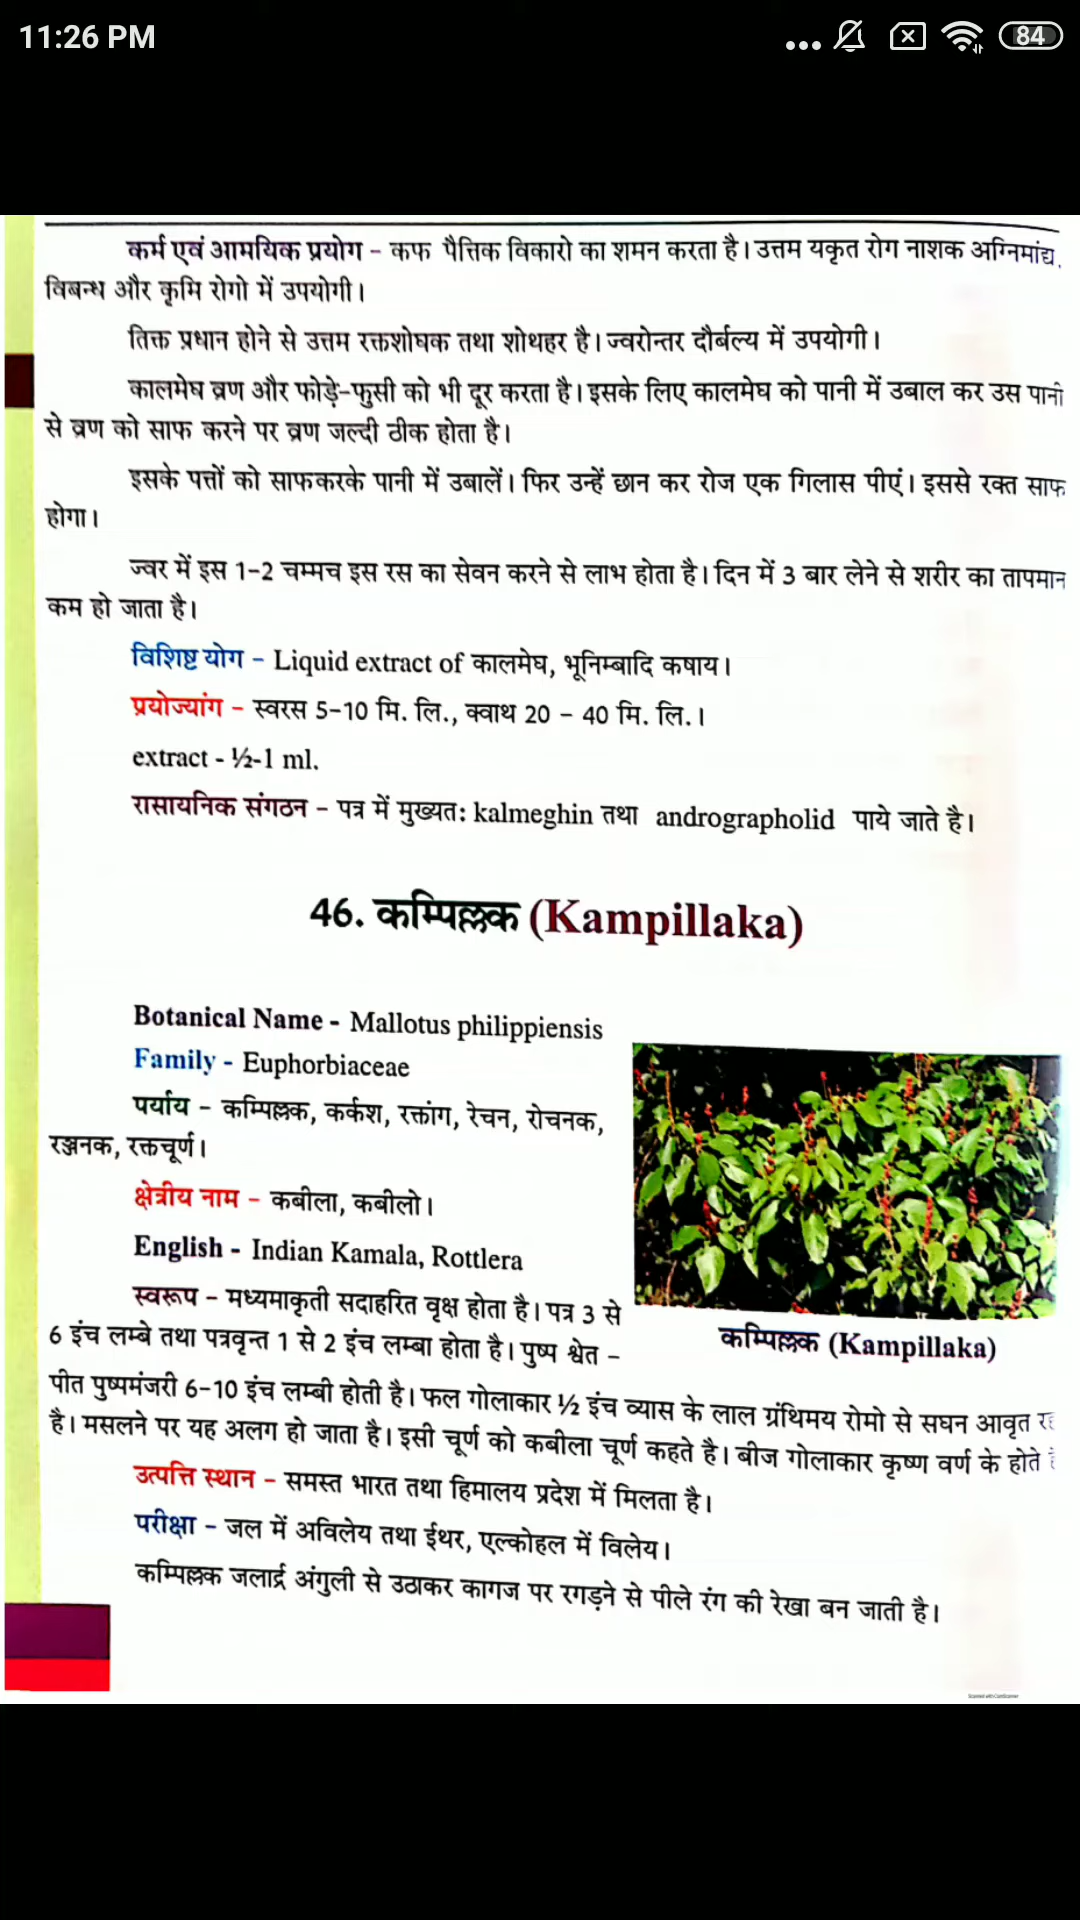 11:26 PM
84
कर्म एवं आमयिक प्रयोग – कफ पैत्तिक विकारो का शमन करता है। उत्तम यकृत रोग नाशक अग्निमांद्य,
विबन्ध और कृमि रोगो में उपयोगी।
तिक्त प्रधान होने से उत्तम रक्तशोधक तथा शोथहर है। ज्वरोन्तर दौर्बल्य में उपयोगी।
कालमेघ व्रण और फोड़े-फुसी को भी दूर करता है। इसके लिए कालमेघ को पानी में उबाल कर उस पानी
से व्रण को साफ करने पर व्रण जल्दी ठीक होता है।
इसके पत्तों को साफकरके पानी में उबालें। फिर उन्हें छान कर रोज एक गिलास पीएं। इससे रक्त साफ
होगा।
ज्वर में इस 1-2 चम्मच इस रस का सेवन करने से लाभ होता है। दिन में 3 बार लेने से शरीर का तापमान
कम हो जाता है।
विशिष्ट योग – Liquid extract of कालमेघ, भूनिम्बादि कषाय।
प्रयोज्यांग – स्वरस 5-10 मि. लि., क्वाथ 20 – 40 मि. लि.।
extract - ½-1 ml.
रासायनिक संगठन – पत्र में मुख्यत: kalmeghin तथा andrographolid पाये जाते है।
46. कम्पिल्लक (Kampillaka)
Botanical Name - Mallotus philippiensis
Family - Euphorbiaceae
पर्याय – कम्पिल्लक, कर्कश, रक्तांग, रेचन, रोचनक,
रञ्जनक, रक्तचूर्ण।
क्षेत्रीय नाम – कबीला, कबीलो।
English - Indian Kamala, Rottlera
स्वरूप – मध्यमाकृती सदाहरित वृक्ष होता है। पत्र 3 से
6 इंच लम्बे तथा पत्रवृन्त 1 से 2 इंच लम्बा होता है। पुष्प श्वेत –
कम्पिल्लक (Kampillaka)
पीत पुष्पमंजरी 6-10 इंच लम्बी होती है। फल गोलाकार ½ इंच व्यास के लाल ग्रंथिमय रोमो से सघन आवृत
है। मसलने पर यह अलग हो जाता है। इसी चूर्ण को कबीला चूर्ण कहते है। बीज गोलाकार कृष्ण वर्ण के होते
उत्पत्ति स्थान – समस्त भारत तथा हिमालय प्रदेश में मिलता है।
परीक्षा – जल में अविलेय तथा ईथर, एल्कोहल में विलेय।
कम्पिल्लक जलार्द्र अंगुली से उठाकर कागज पर रगड़ने से पीले रंग की रेखा बन जाती है।
Scanned with CamScanner